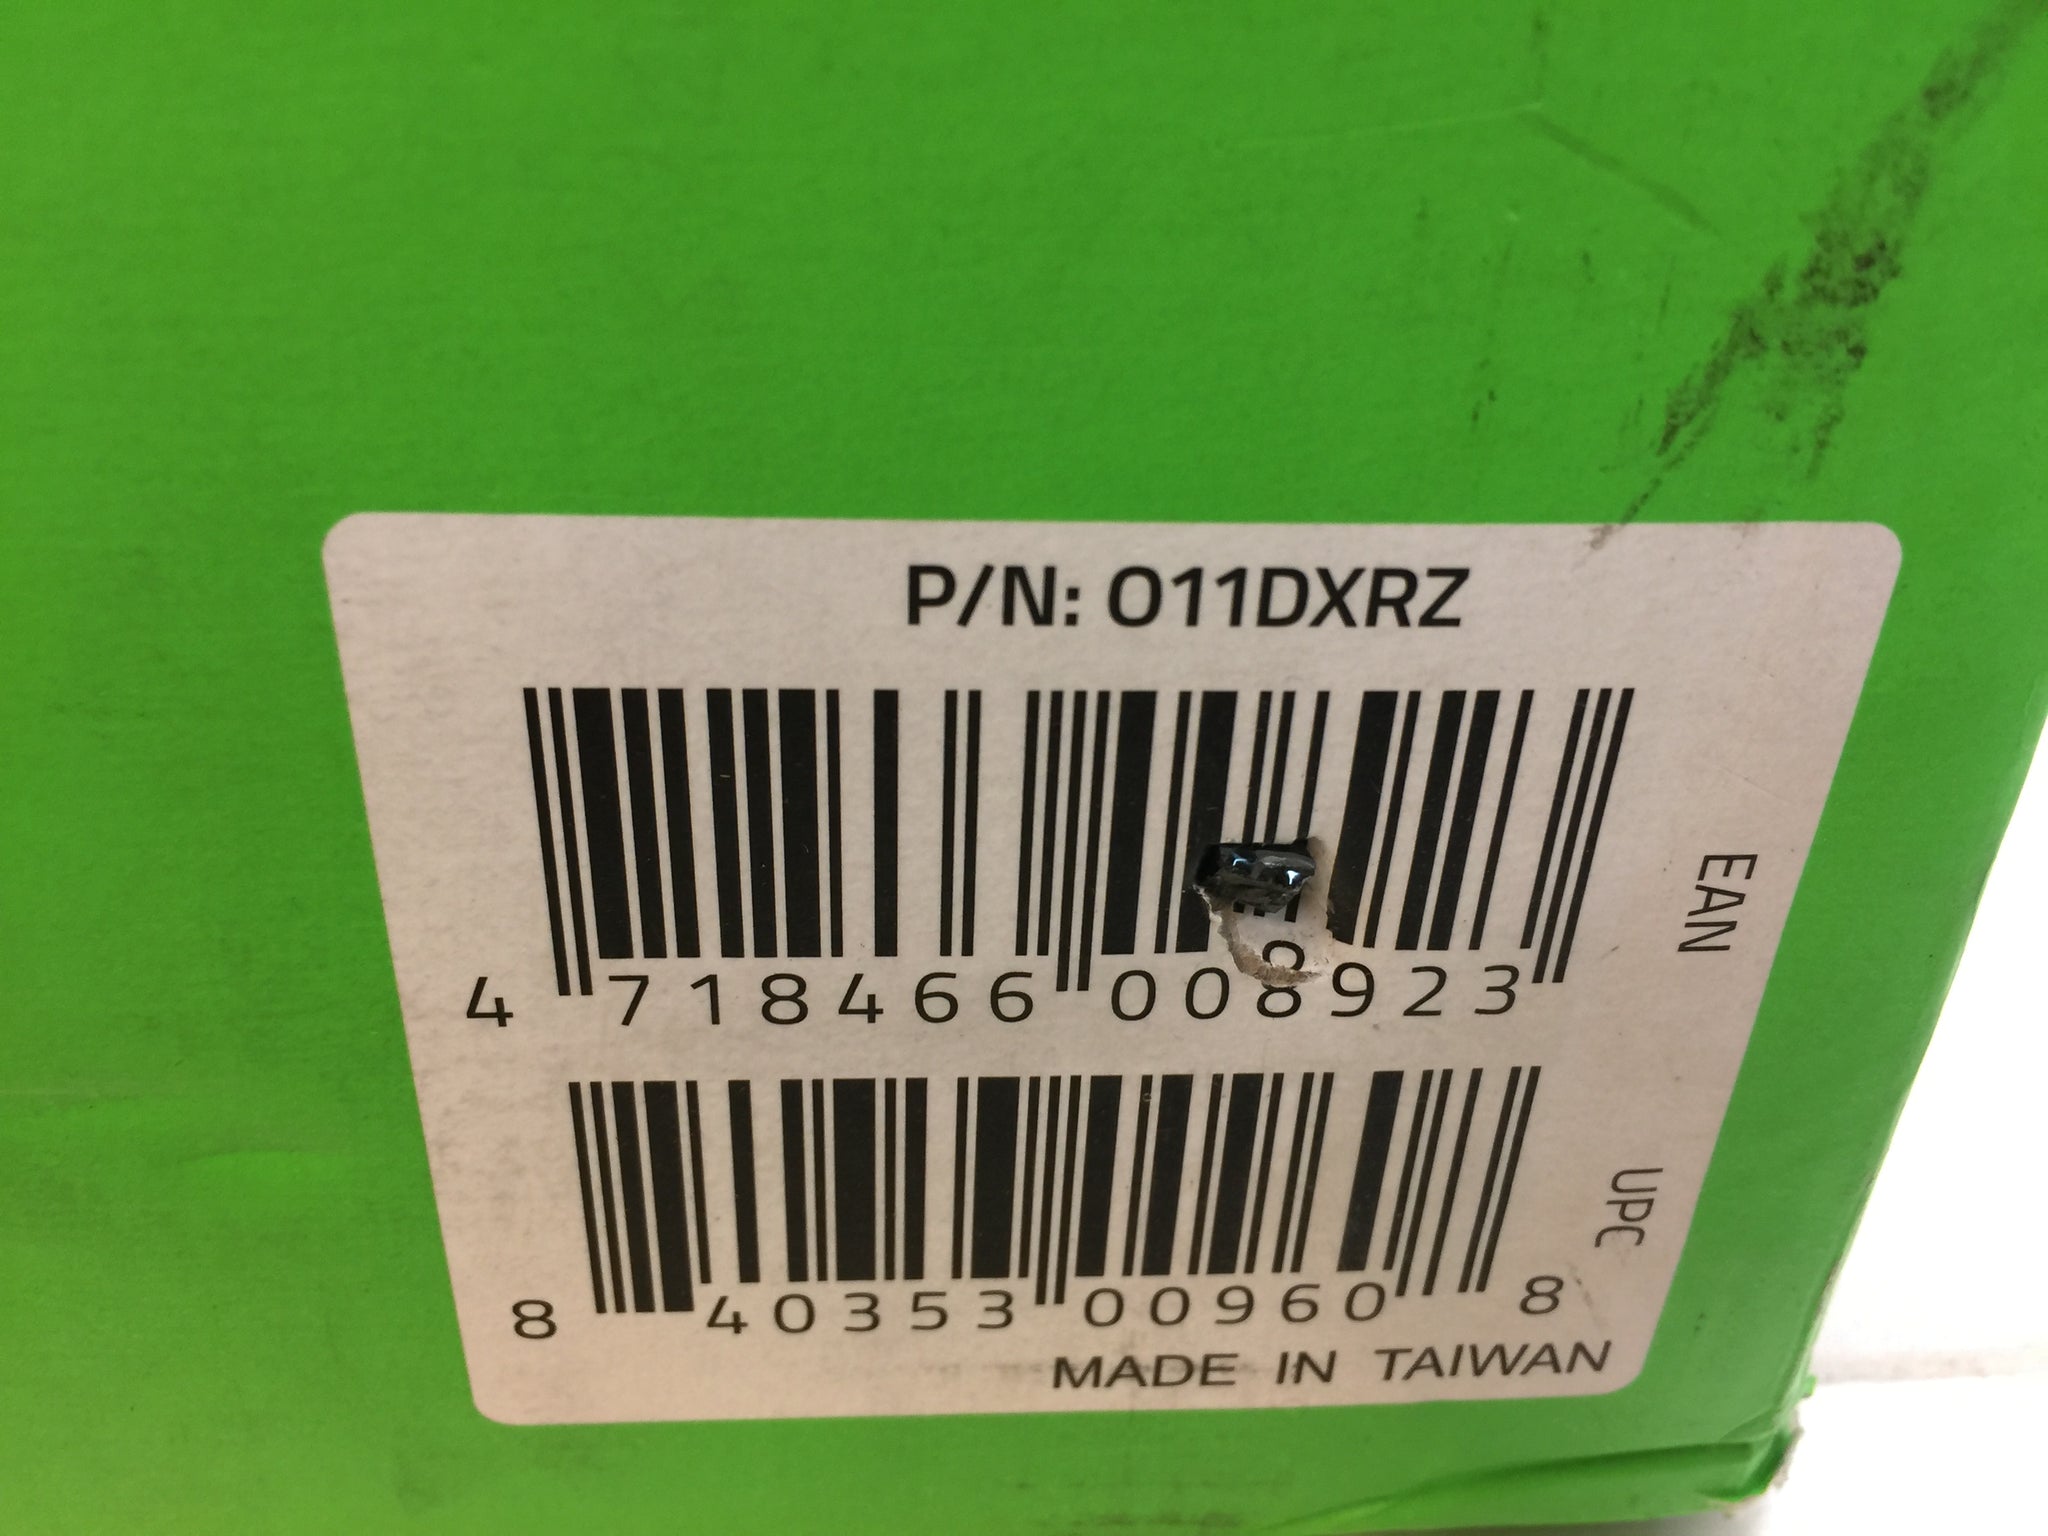 P/N: O11DXRZ
4 718466 008923
EAN
8 40353 00960 8
UPC
MADE IN TAIWAN